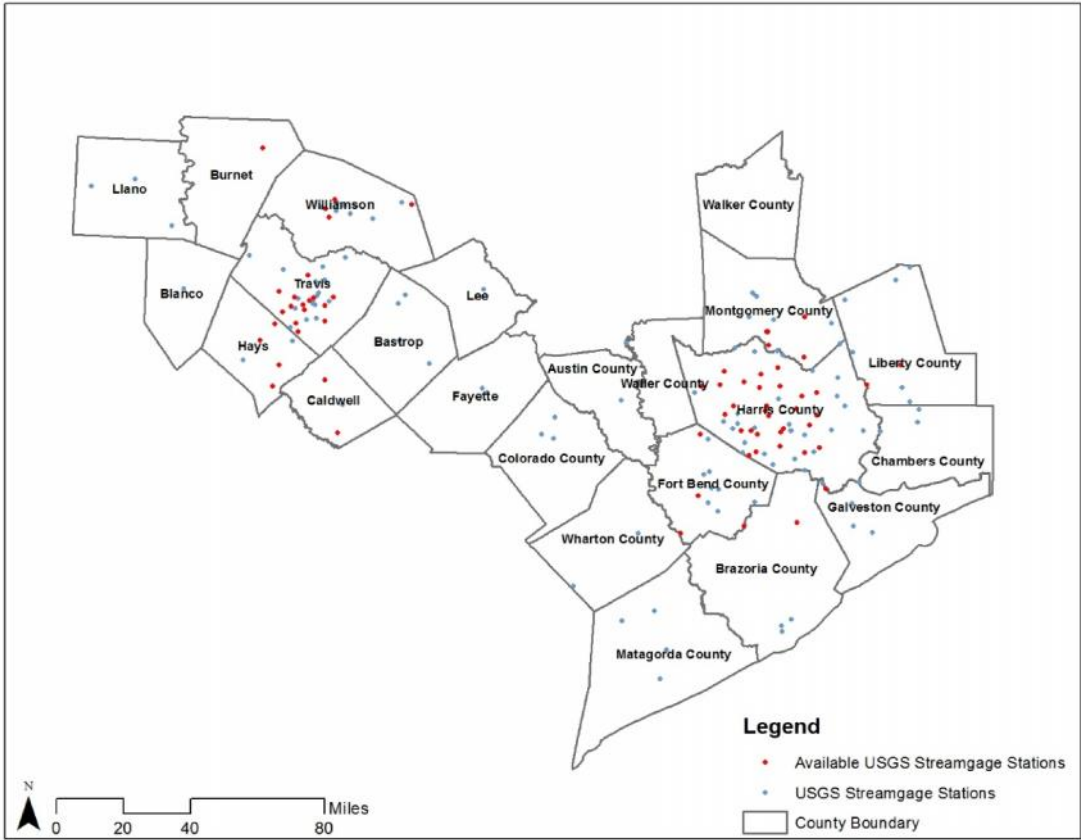 Burnet
Llano
Williamson
Walker County
Travis
Blanco
Lee
Montgomery County
Hays
Bastrop
Austin County
Waller County
Liberty County
Caldwell
Fayette
Harris County
Colorado County
Chambers County
Fort Bend County
Galveston County
Wharton County
Brazoria County
Matagorda County
Legend
Available USGS Streamgage Stations
USGS Streamgage Stations
County Boundary
N
Miles
0 20 40 80